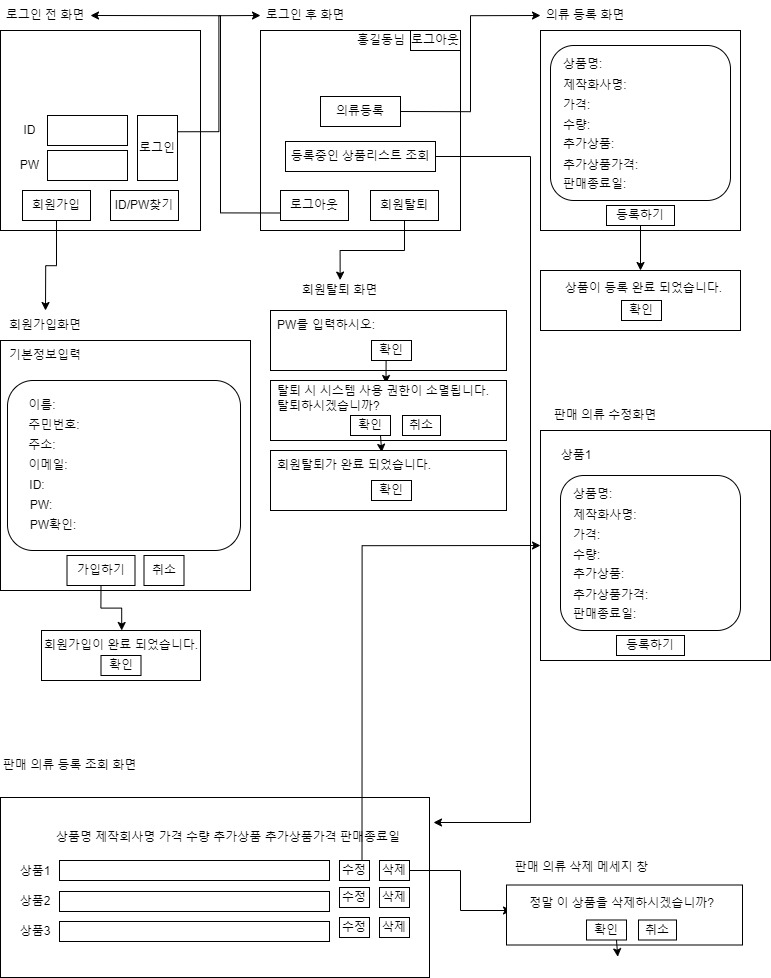 로그인 전 화면
로그인 후 화면
의류 등록 화면
홍길동님
로그아웃
ID
PW
로그인
회원가입
ID/PW찾기
의류등록
등록중인 상품리스트 조회
로그아웃
회원탈퇴
상품명:
제작화사명:
가격:
수량:
추가상품:
추가상품가격:
판매종료일:
등록하기
상품이 등록 완료 되었습니다.
확인
회원가입화면
기본정보입력
이름:
주민번호:
주소:
이메일:
ID:
PW:
PW확인:
가입하기
취소
회원가입이 완료 되었습니다.
확인
회원탈퇴 화면
PW를 입력하시오:
확인
탈퇴 시 시스템 사용 권한이 소멸됩니다.
탈퇴하시겠습니까?
확인
취소
회원탈퇴가 완료 되었습니다.
확인
판매 의류 수정화면
상품1
상품명:
제작화사명:
가격:
수량:
추가상품:
추가상품가격:
판매종료일:
등록하기
판매 의류 등록 조회 화면
상품명 제작회사명 가격 수량 추가상품 추가상품가격 판매종료일
상품1
수정
삭제
상품2
수정
삭제
상품3
수정
삭제
판매 의류 삭제 메세지 창
정말 이 상품을 삭제하시겠습니까?
확인
취소